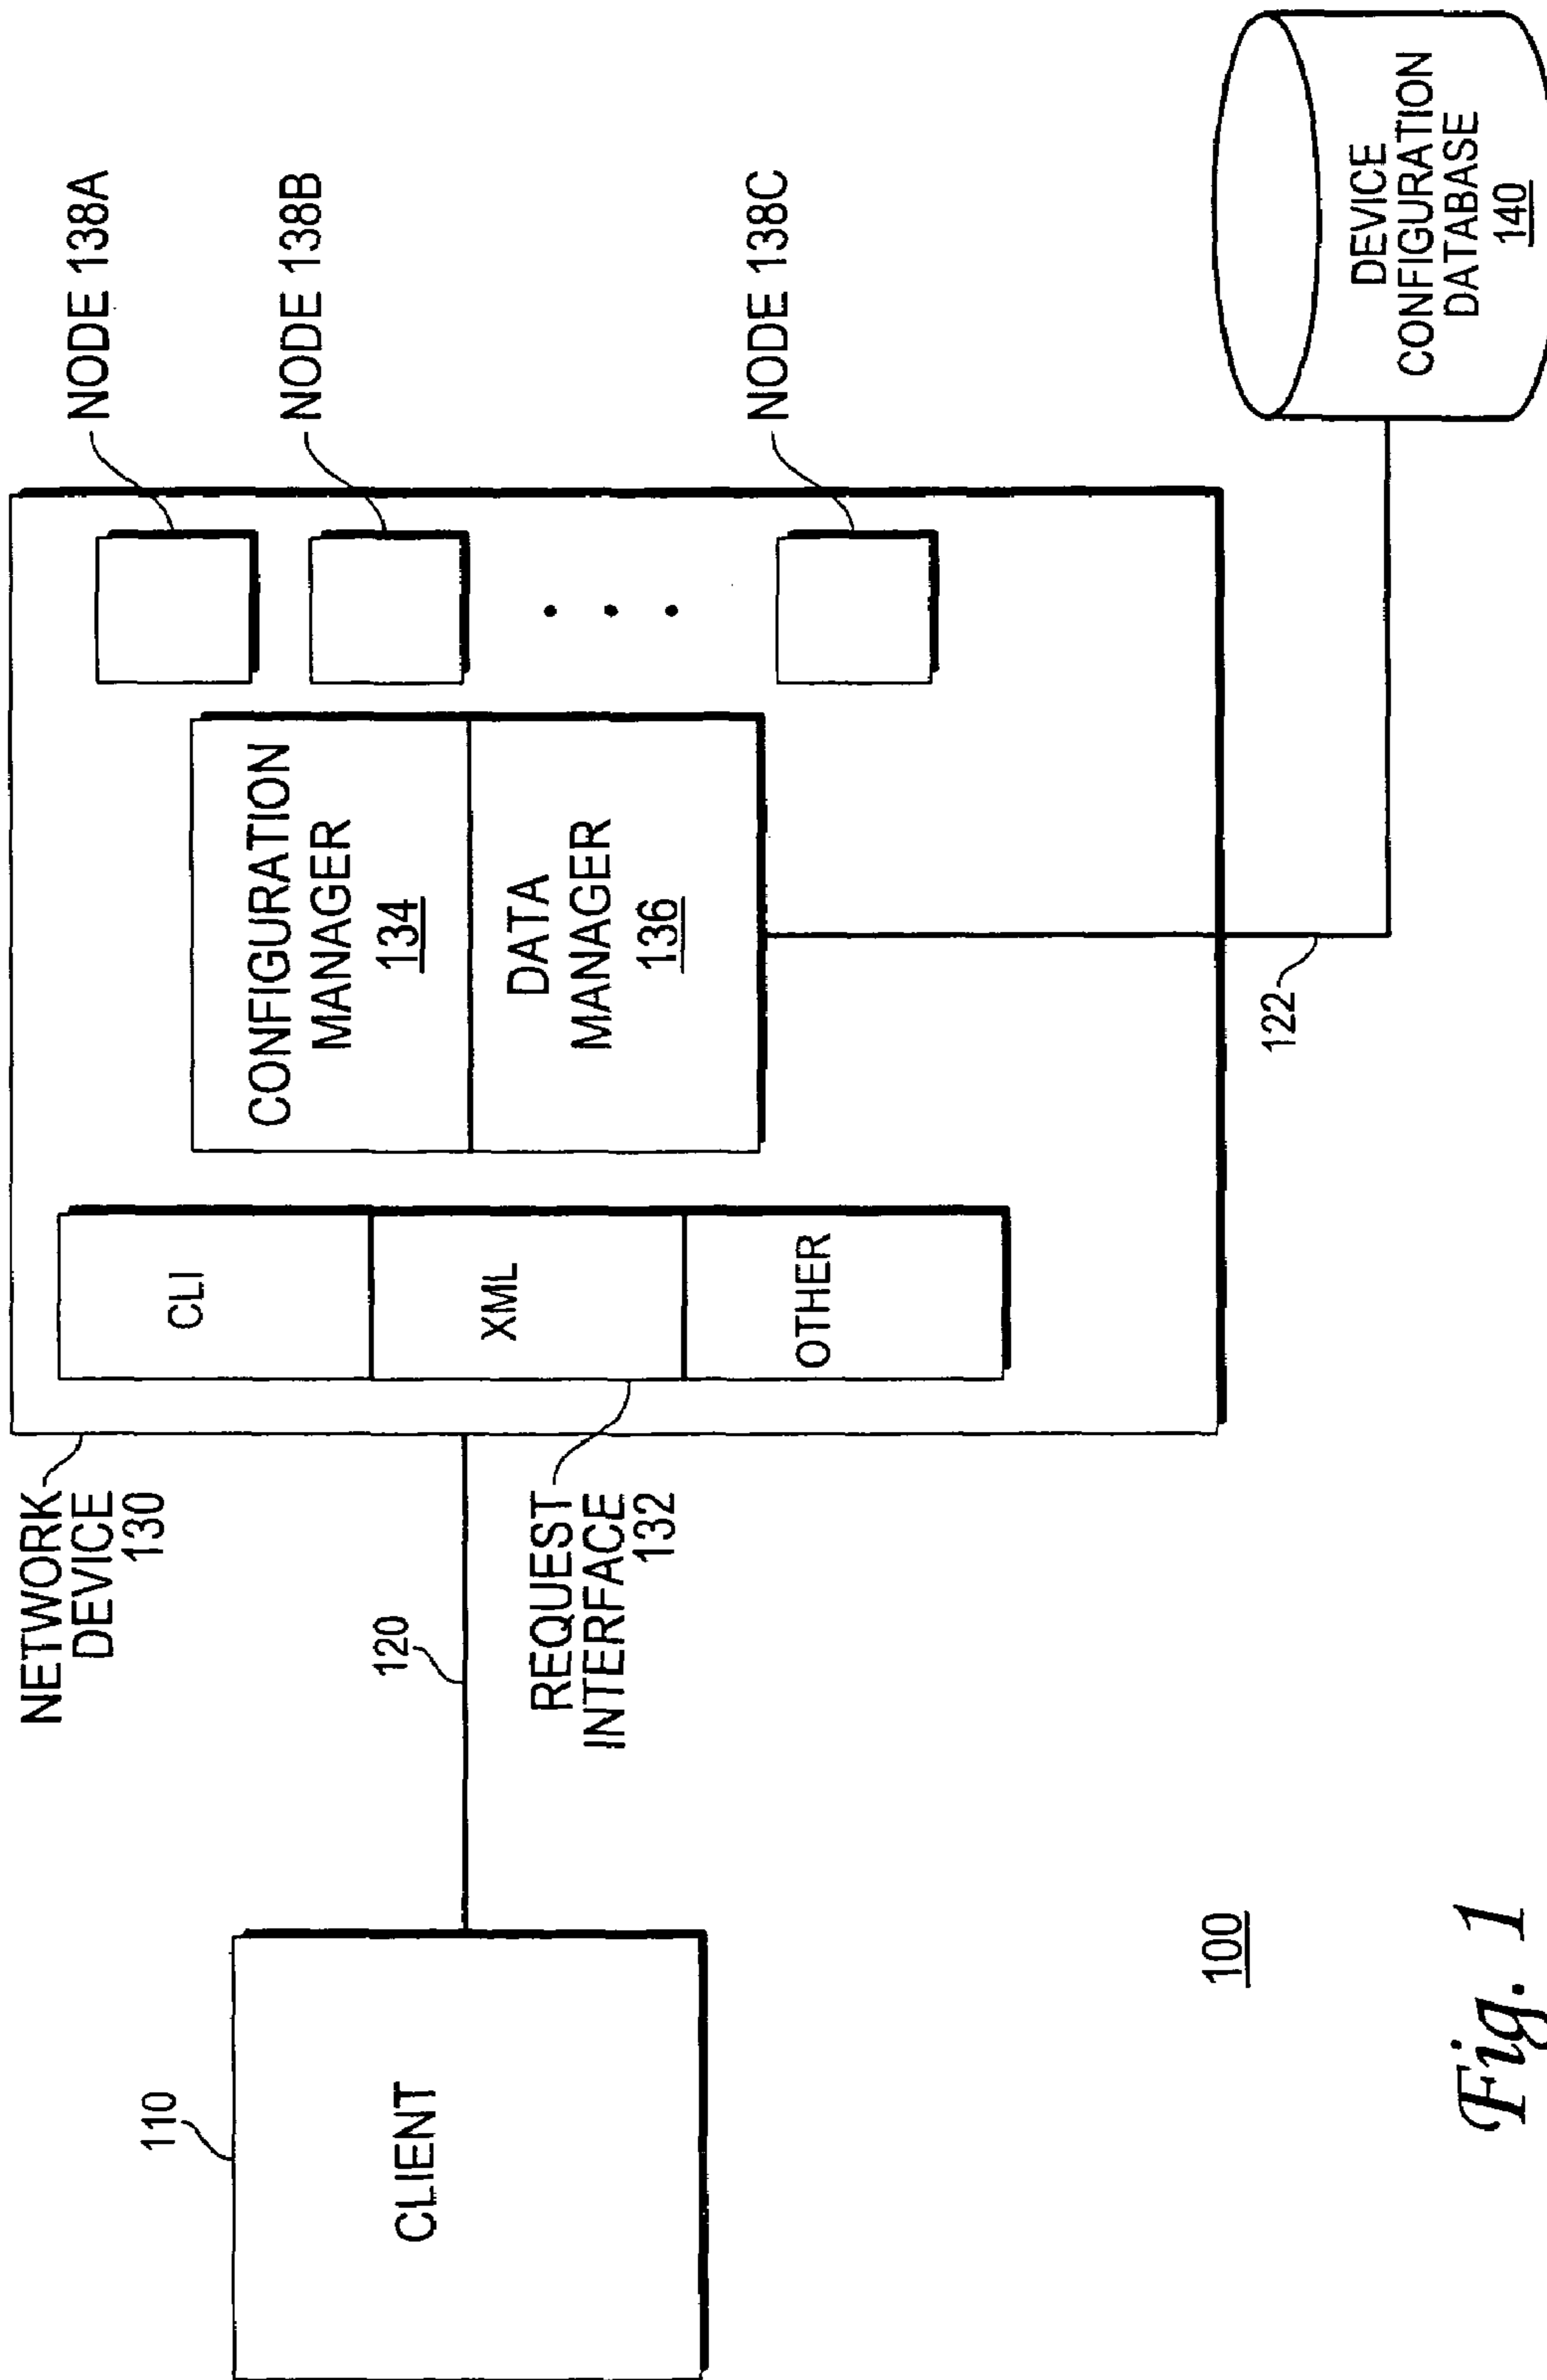 110
CLIENT
120
NETWORK
DEVICE
130
REQUEST
INTERFACE
132
CLI
XML
OTHER
CONFIGURATION
MANAGER
134
DATA
MANAGER
136
NODE 138A
NODE 138B
NODE 138C
122
DEVICE
CONFIGURATION
DATABASE
140
100
Fig. 1